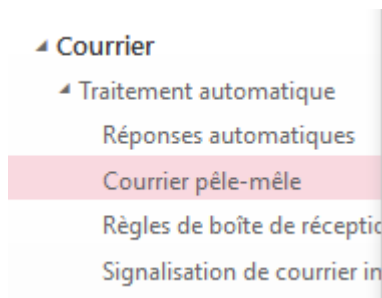 Courrier
Traitement automatique
Réponses automatiques
Courrier pêle-mêle
Règles de boîte de
Signalisation de courrier